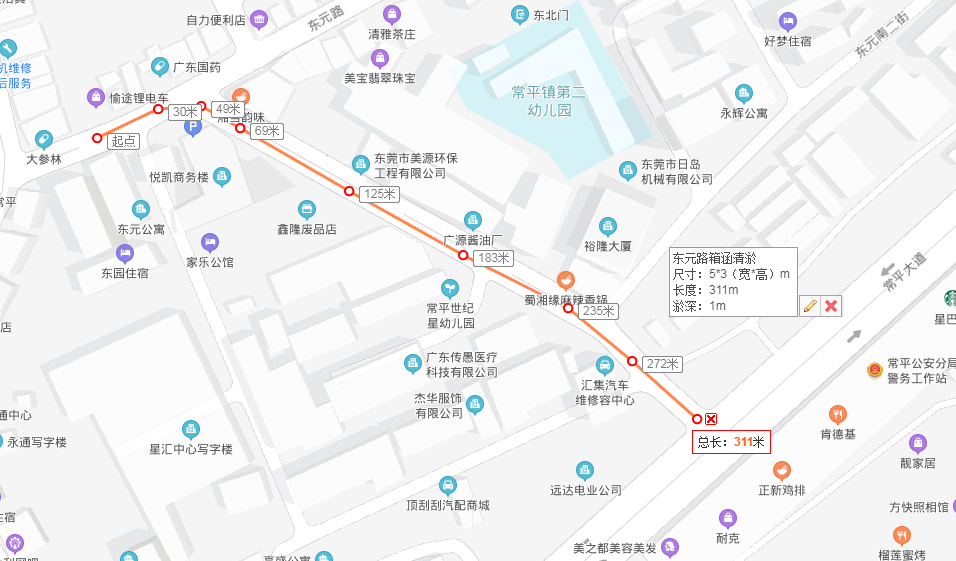 东元路
自力便利店
清雅茶庄
东北门
好梦住宿
东元南二街
机维修
后服务
广东国药
美宝翡翠珠宝
常平镇第二
幼儿园
永辉公寓
愉途锂电车
30米
49米
69米
起点
大参林
P
悦凯商务楼
东莞市美源环保
工程有限公司
东莞市日岛
机械有限公司
125米
常平
东元公寓
鑫隆废品店
广源酱油厂
裕隆大厦
东园住宿
家乐公馆
183米
东元路箱涵清淤
尺寸：5*3（宽*高）m
长度：311m
淤深：1m
常平大道
蜀湘缘麻辣香锅
235米
常平世纪
星幼儿园
星巴
店
广东传愚医疗
科技有限公司
272米
汇集汽车
维修容中心
常平公安分局
警务工作站
杰华服饰
有限公司
通中心
永通写字楼
星汇中心写字楼
总长：311米
肯德基
靓家居
远达电业公司
正新鸡排
顶刮刮汽配商城
方快照相馆
住宿
耐克
美之都美容美发
榴莲蜜烤